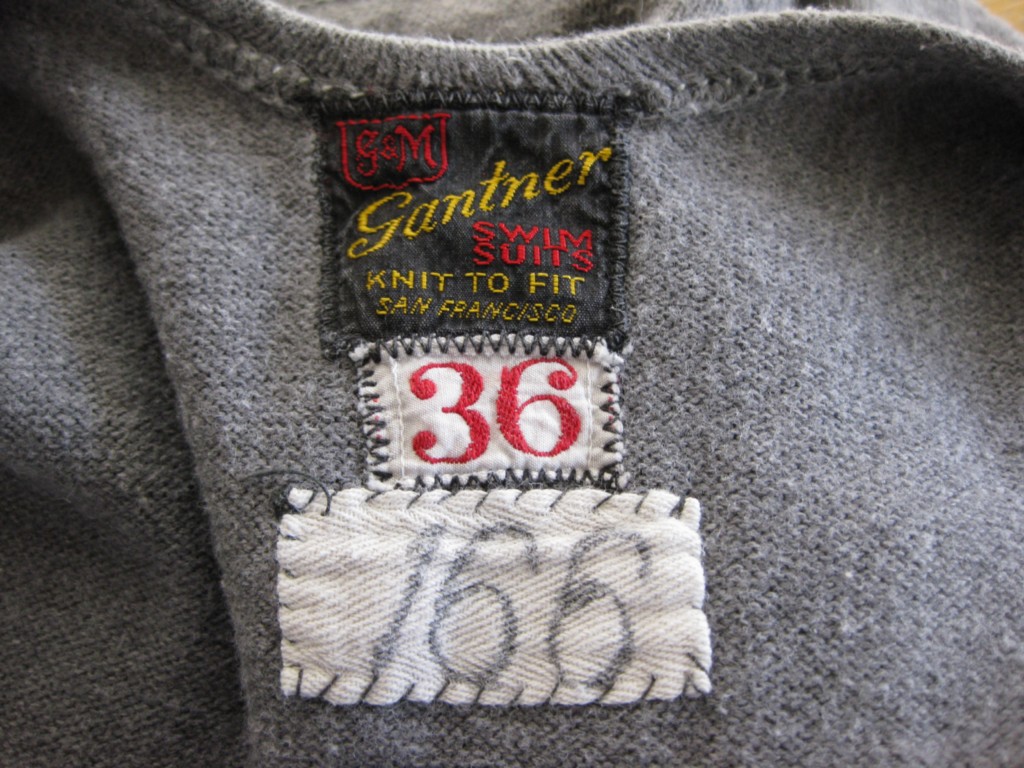 G&M
Gantner
SWIM
SUITS
KNIT TO FIT
SAN FRANCISCO
36
166